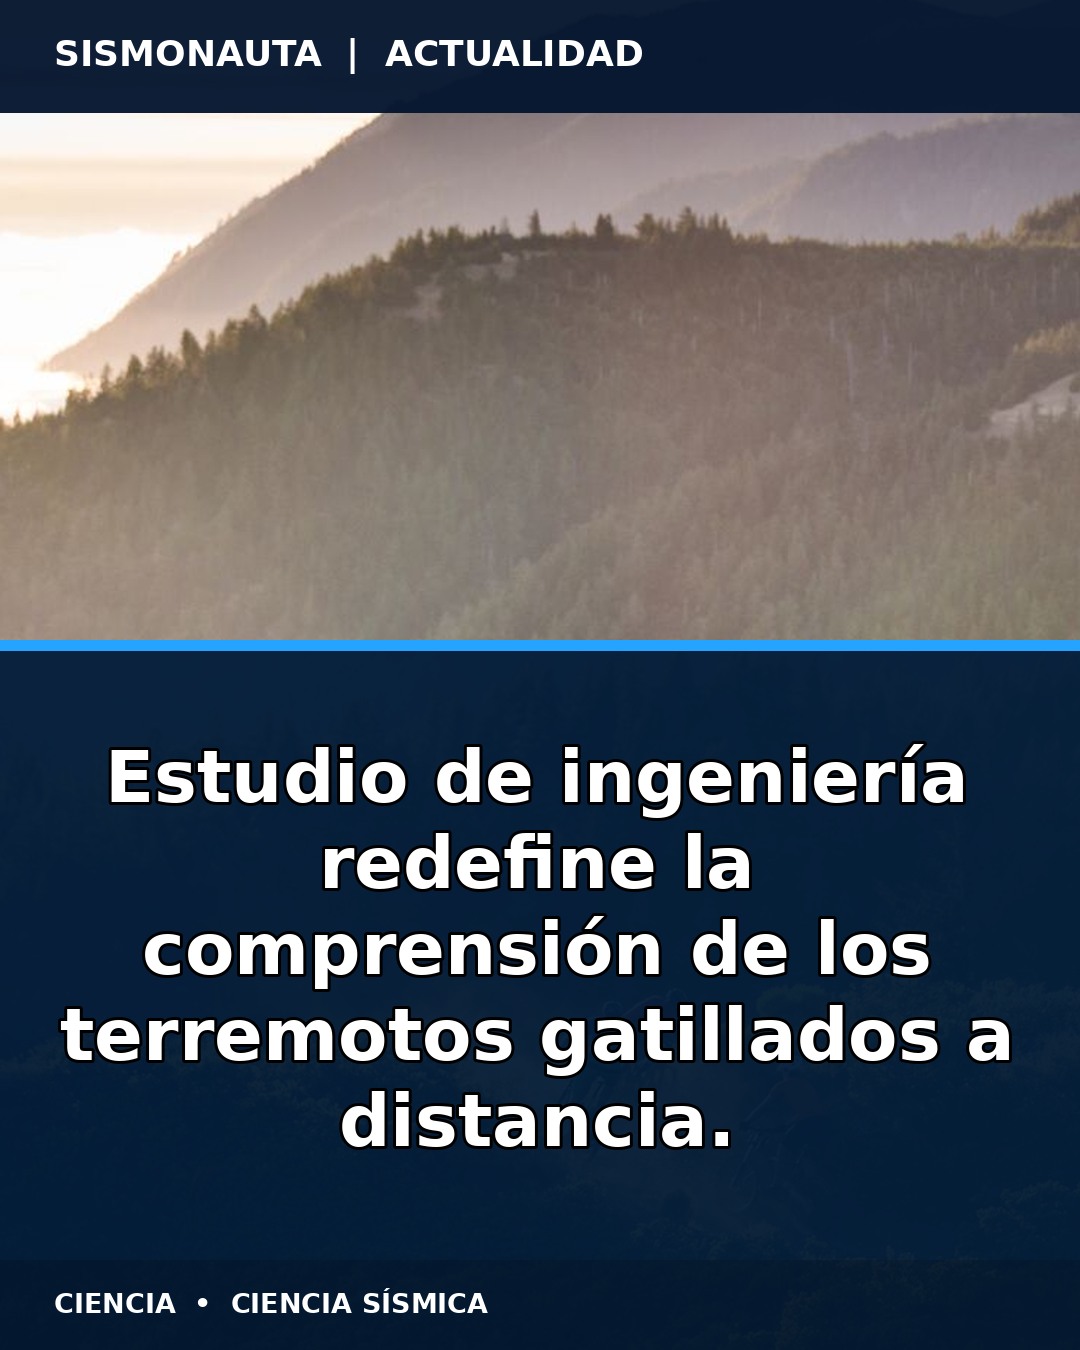 SISMONAUTA | ACTUALIDAD
Estudio de ingeniería
redefine la
comprensión de los
terremotos gatillados a
distancia.
CIENCIA • CIENCIA SÍSMICA